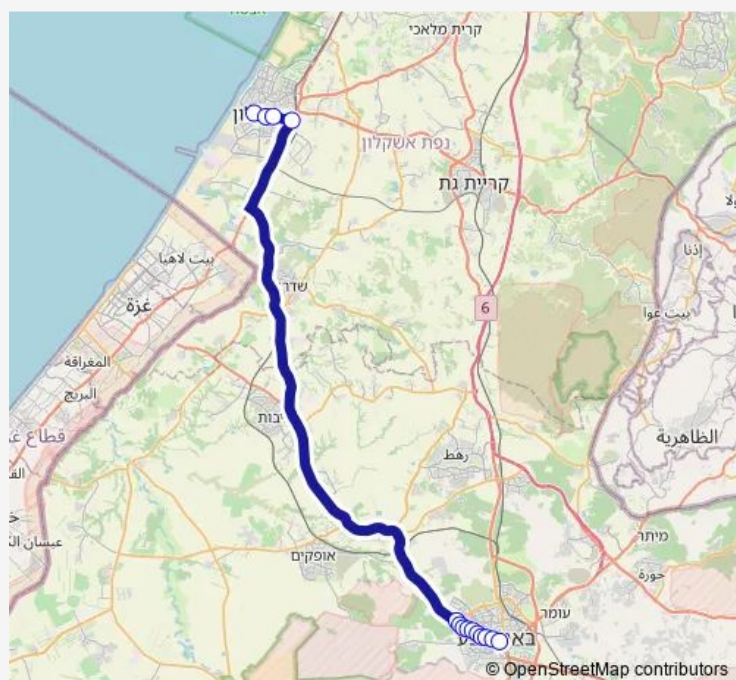 קרית מלאכי
נפת אשקלון
קריית גת
إذنا
بيت لاهيا
שדר
غزة
6
بيت عوا
المغراقة
البريج
יבות
قطاع
الظاهرية
רהט
מיתר
אופקים
חורה
עומר
© OpenStreetMap contributors